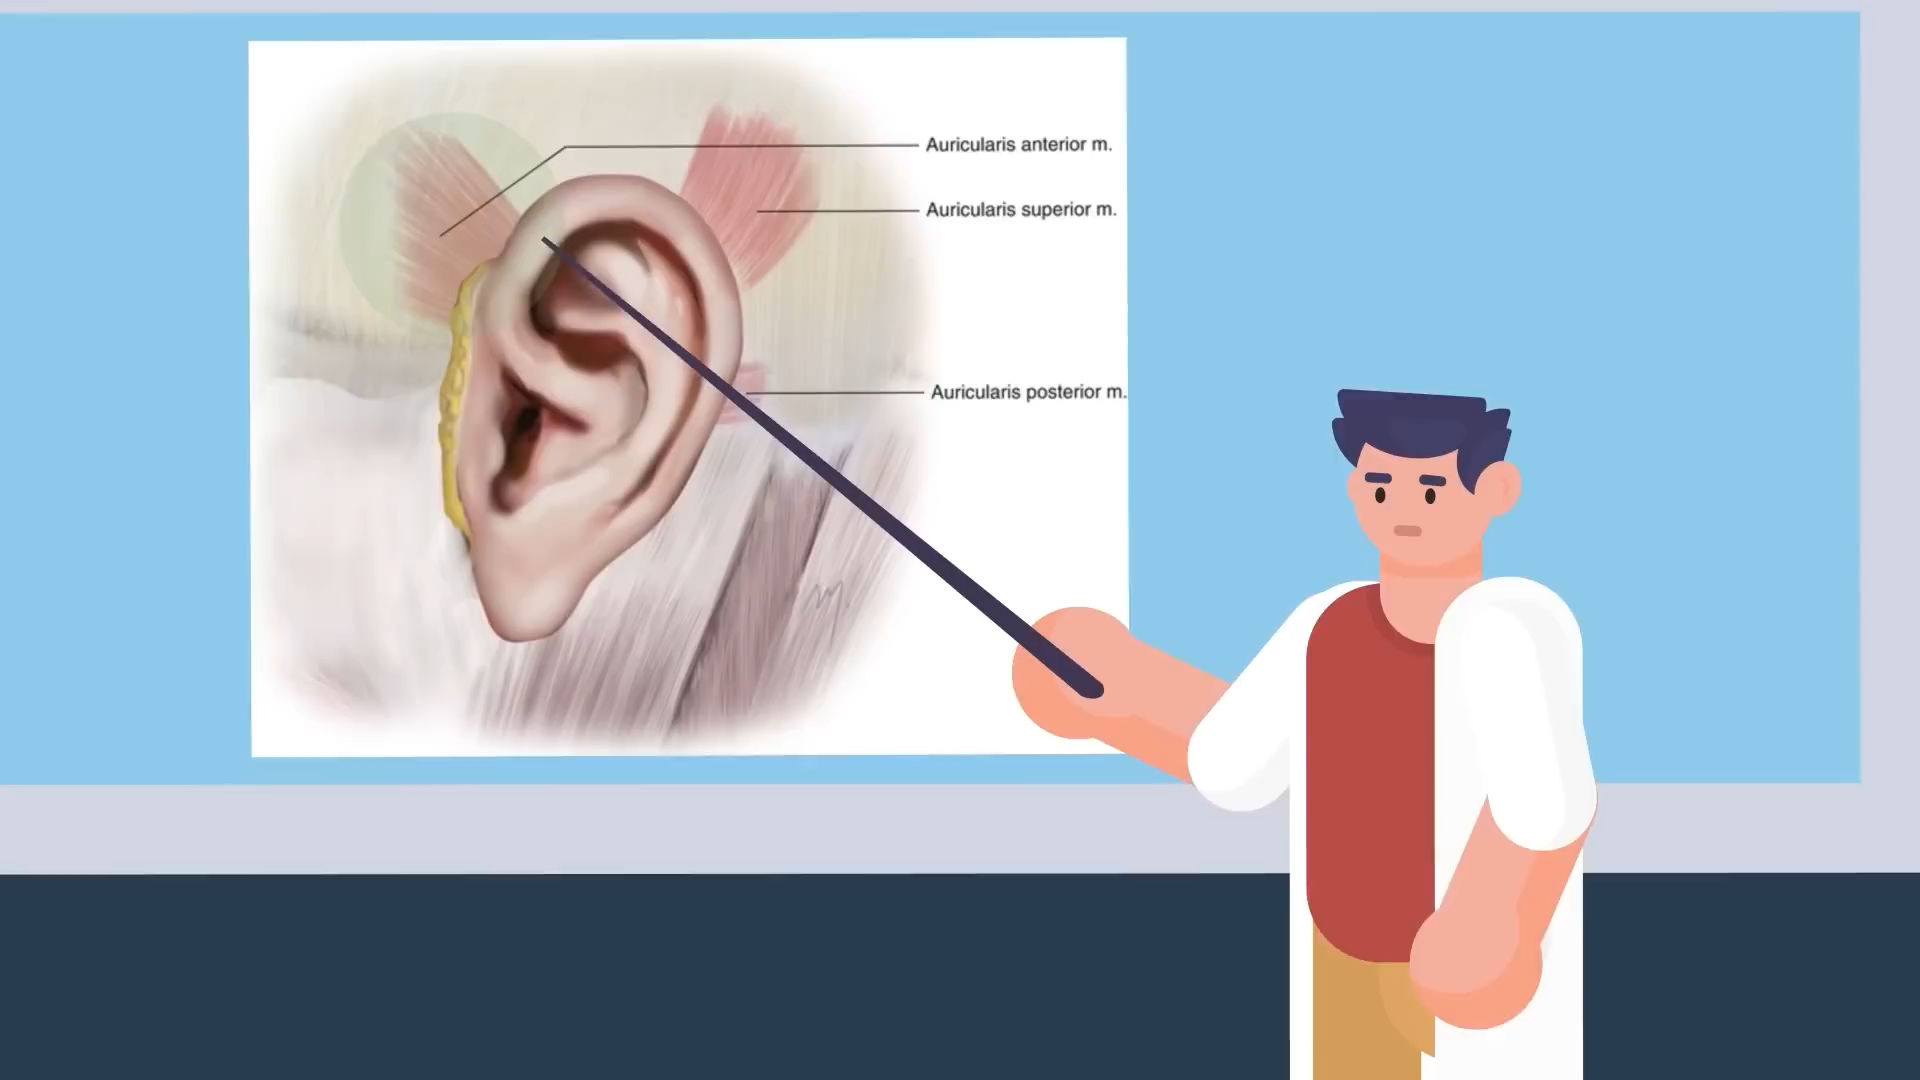 Auricularis anterior m.
Auricularis superior m.
Auricularis posterior m.